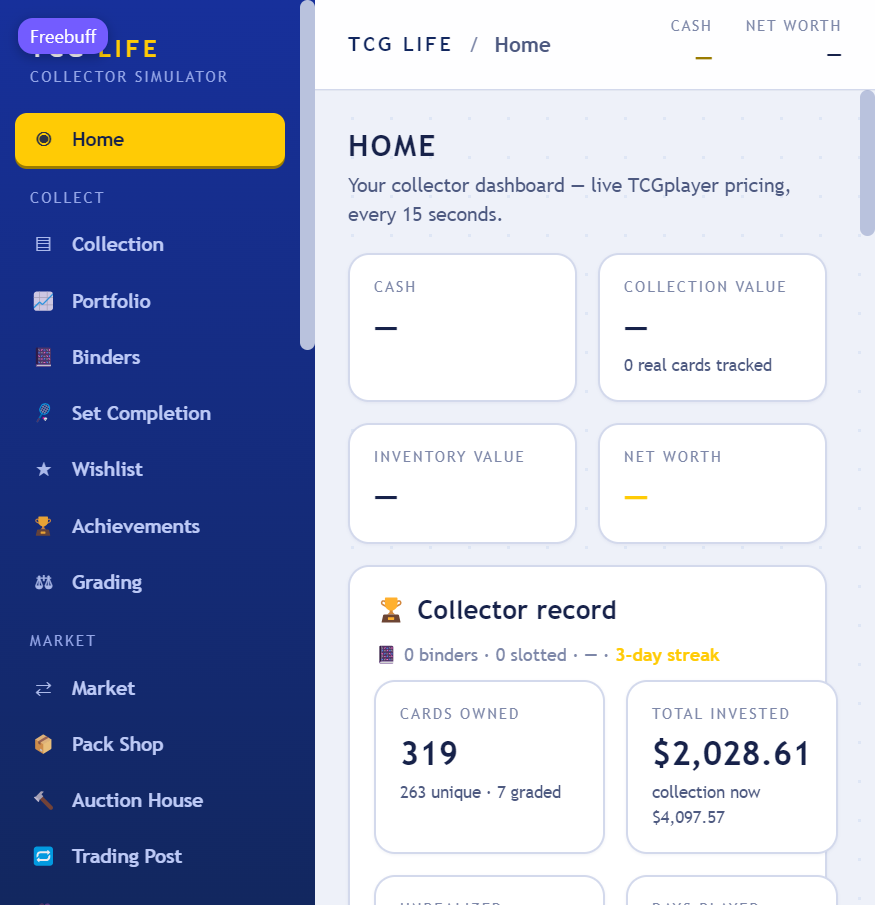 Freebuff
LIFE
COLLECTOR SIMULATOR
Home
COLLECT
Collection
Portfolio
Binders
Set Completion
Wishlist
Achievements
Grading
MARKET
Market
Pack Shop
Auction House
Trading Post
TCG LIFE / Home
CASH
—
NET WORTH
—
HOME
Your collector dashboard — live TCGplayer pricing,
every 15 seconds.
CASH
—
COLLECTION VALUE
—
0 real cards tracked
INVENTORY VALUE
—
NET WORTH
—
Collector record
0 binders · 0 slotted · — · 3-day streak
CARDS OWNED
319
263 unique · 7 graded
TOTAL INVESTED
$2,028.61
collection now
$4,097.57